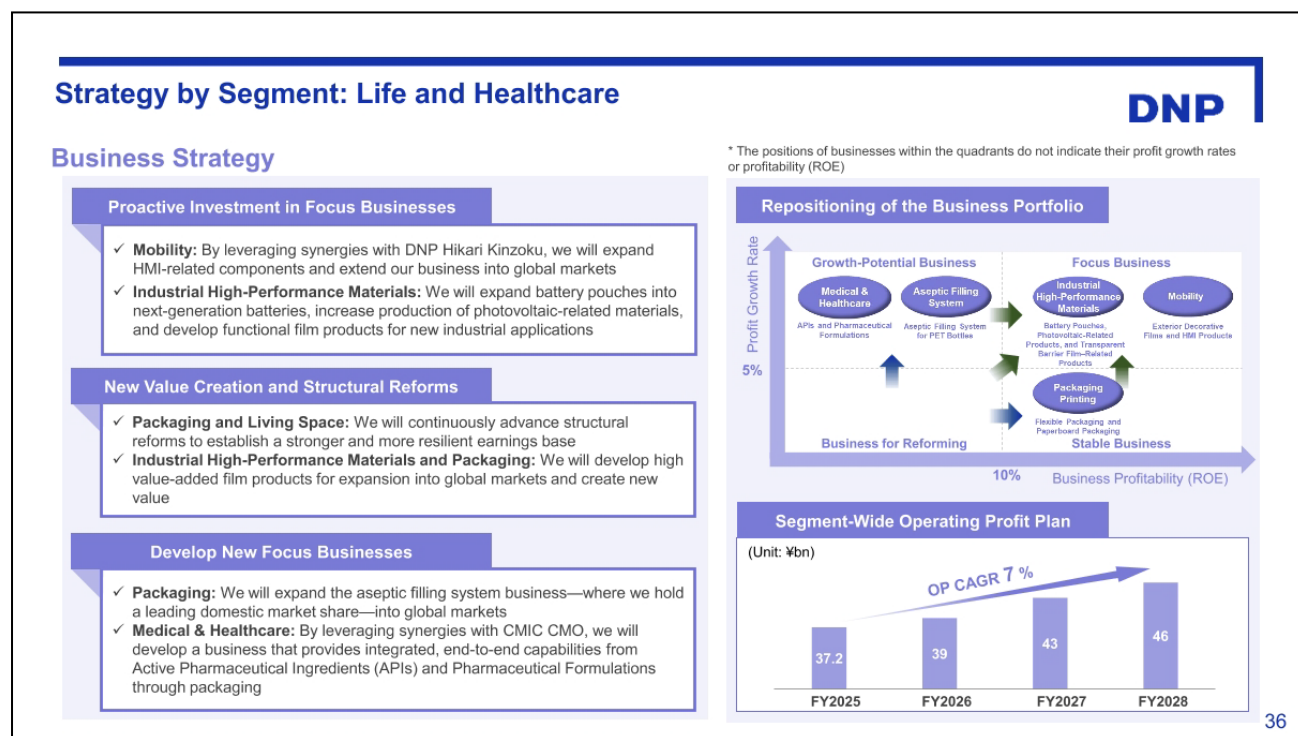 Strategy by Segment: Life and Healthcare
DNP
Business Strategy
* The positions of businesses within the quadrants do not indicate their profit growth rates
or profitability (ROE)
Proactive Investment in Focus Businesses
✓ Mobility: By leveraging synergies with DNP Hikari Kinzoku, we will expand
HMI-related components and extend our business into global markets
✓ Industrial High-Performance Materials: We will expand battery pouches into
next-generation batteries, increase production of photovoltaic-related materials,
and develop functional film products for new industrial applications
New Value Creation and Structural Reforms
✓ Packaging and Living Space: We will continuously advance structural
reforms to establish a stronger and more resilient earnings base
✓ Industrial High-Performance Materials and Packaging: We will develop high
value-added film products for expansion into global markets and create new
value
Develop New Focus Businesses
✓ Packaging: We will expand the aseptic filling system business—where we hold
a leading domestic market share—into global markets
✓ Medical & Healthcare: By leveraging synergies with CMIC CMO, we will
develop a business that provides integrated, end-to-end capabilities from
Active Pharmaceutical Ingredients (APIs) and Pharmaceutical Formulations
through packaging
Repositioning of the Business Portfolio
Profit Growth Rate
5%
Growth-Potential Business
Medical &
Healthcare
APIs and Pharmaceutical
Formulations
Aseptic Filling
System
Aseptic Filling System
for PET Bottles
Focus Business
Industrial
High-Performance
Materials
Battery Pouches,
Photovoltaic-Related
Products, and Transparent
Barrier Film–Related
Products
Mobility
Exterior Decorative
Films and HMI Products
Packaging
Printing
Flexible Packaging and
Paperboard Packaging
Business for Reforming
Stable Business
10%
Business Profitability (ROE)
Segment-Wide Operating Profit Plan
(Unit: ¥bn)
OP CAGR 7 %
37.2
39
43
46
FY2025
FY2026
FY2027
FY2028
36